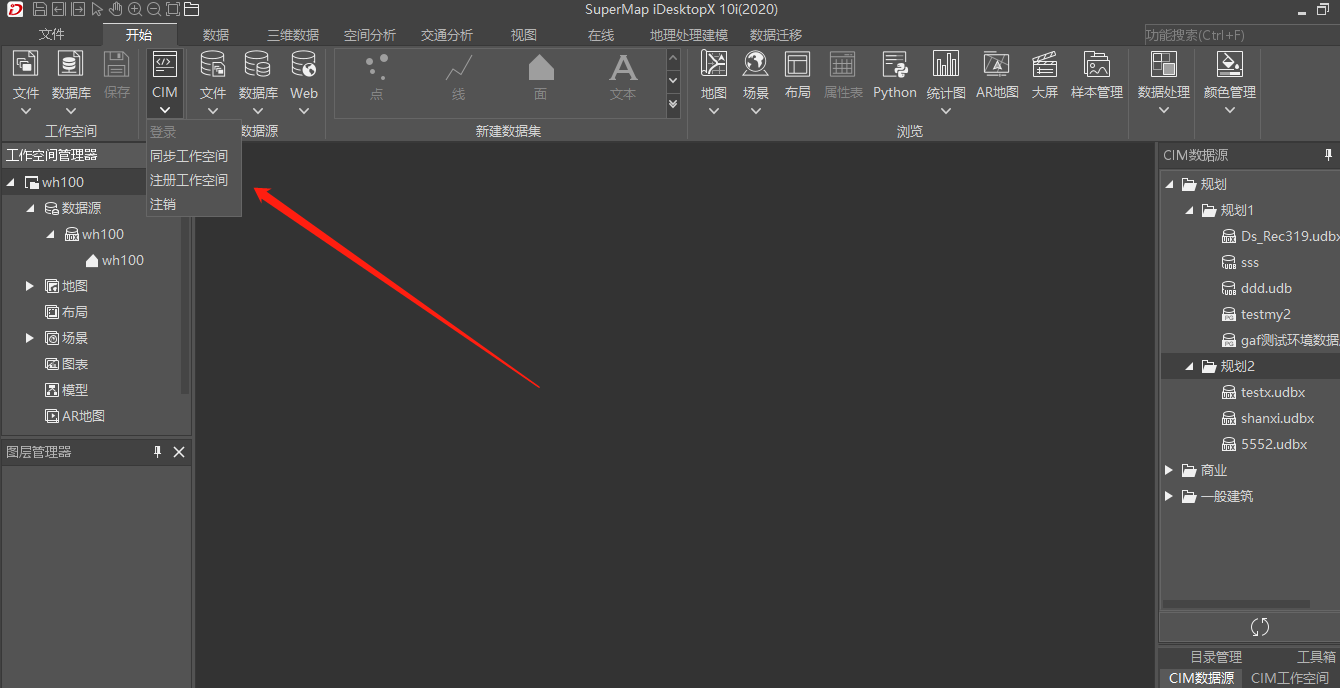 SuperMap iDesktopX 10i(2020)
文件 开始 数据 三维数据 空间分析 交通分析 视图 在线 地理处理建模 数据迁移 功能搜索(Ctrl+F)
文件 数据库 保存 CIM 文件 数据库 Web 点 线 面 文本 地图 场景 布局 属性表 Python 统计图 AR地图 大屏 样本管理 数据处理 颜色管理
工作空间 数据源 新建数据集 浏览
登录
同步工作空间
注册工作空间
注销
工作空间管理器
wh100
数据源
wh100
wh100
地图
布局
场景
图表
模型
AR地图
图层管理器
CIM数据源
规划
规划1
Ds_Rec319.udbx
sss
ddd.udb
testmy2
gaf测试环境数据
规划2
testx.udbx
shanxi.udbx
5552.udbx
商业
一般建筑
目录管理 工具箱
CIM数据源 CIM工作空间